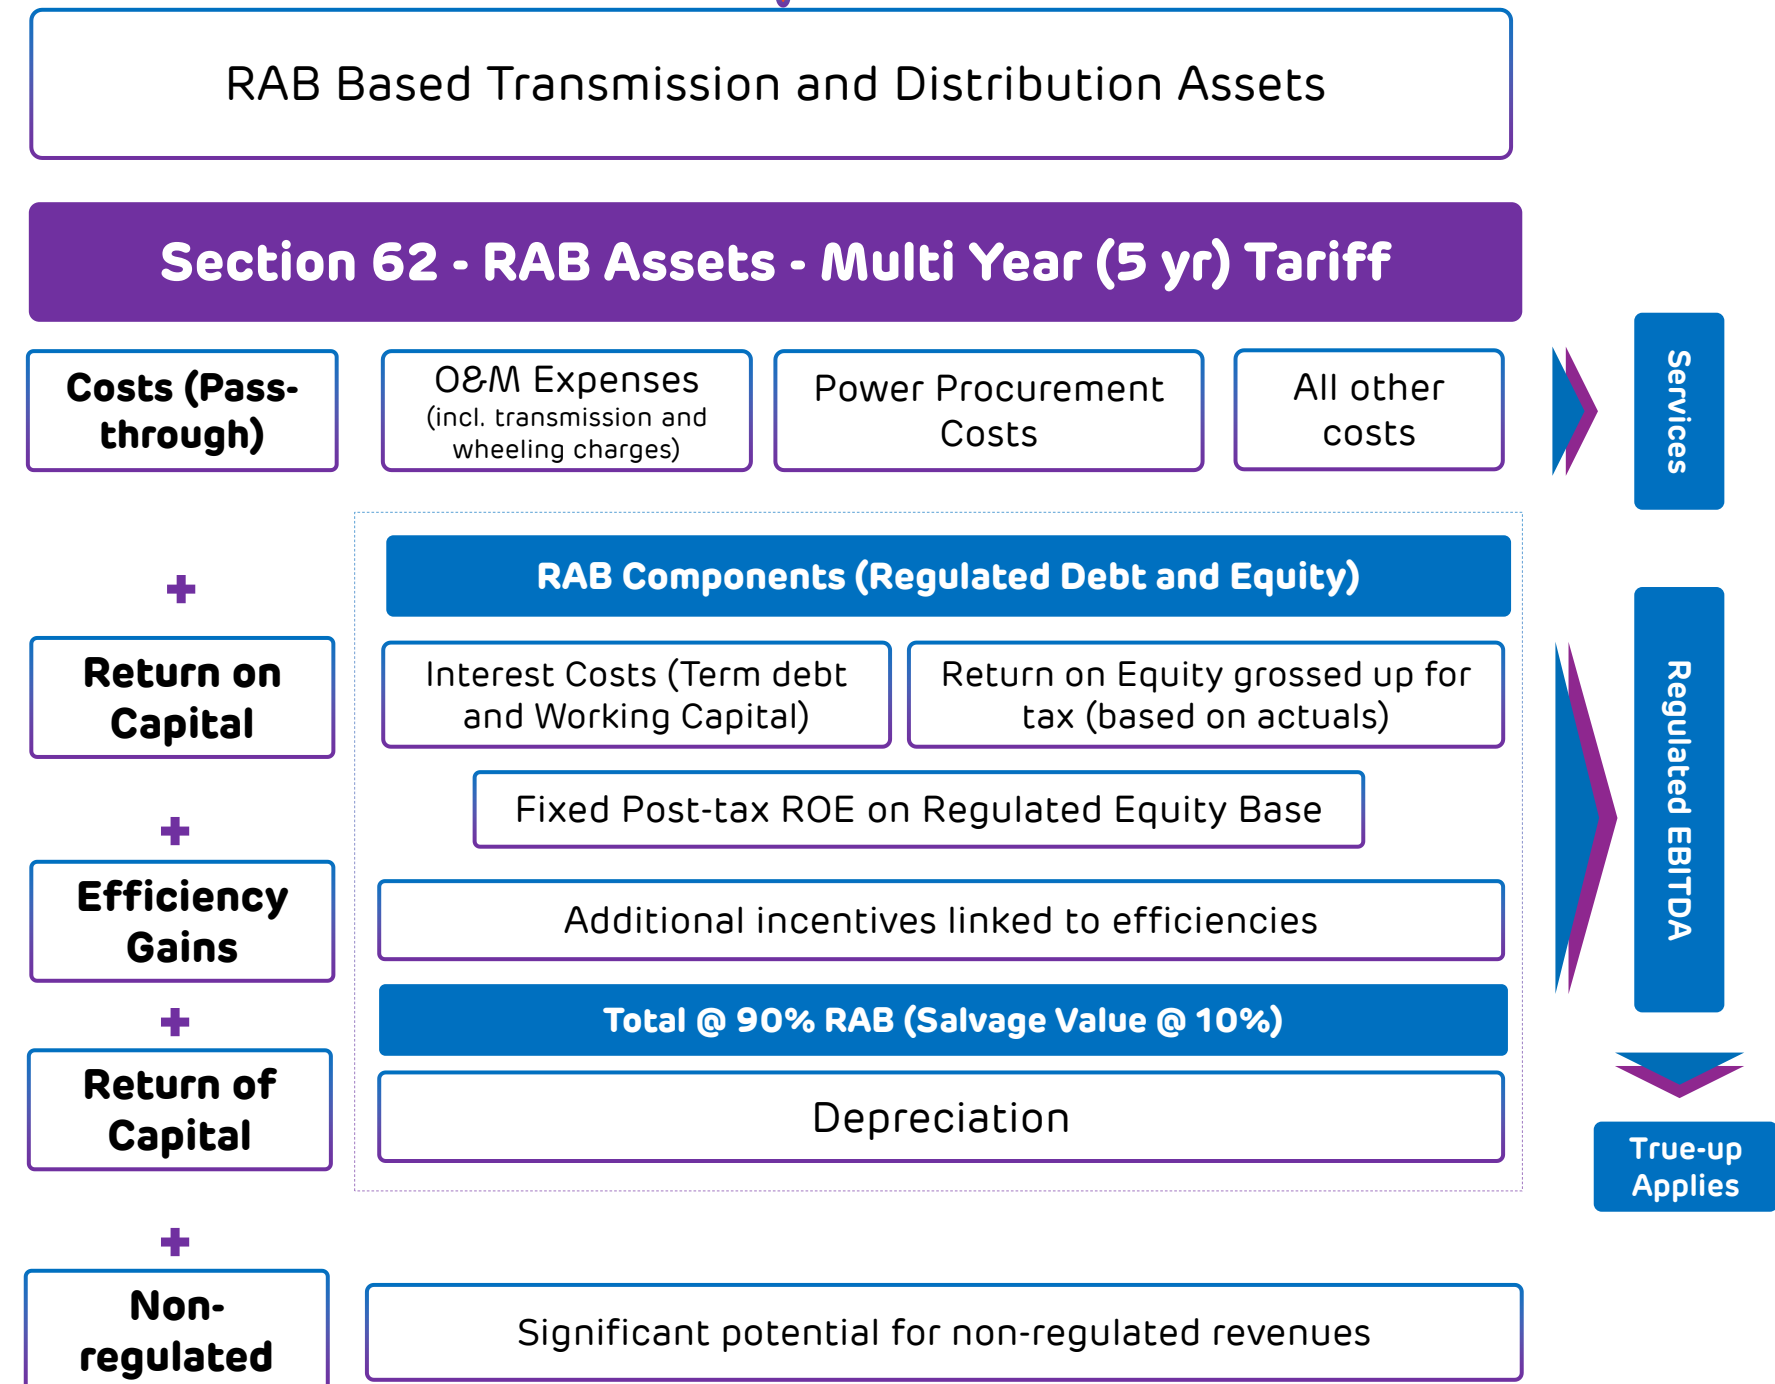 RAB Based Transmission and Distribution Assets
Section 62 - RAB Assets - Multi Year (5 yr) Tariff
Costs (Pass-
through)
O&M Expenses
(incl. transmission and
wheeling charges)
Power Procurement
Costs
All other
costs
Services
+
RAB Components (Regulated Debt and Equity)
Return on
Capital
Interest Costs (Term debt
and Working Capital)
Return on Equity grossed up for
tax (based on actuals)
Fixed Post-tax ROE on Regulated Equity Base
Regulated EBITDA
+
Efficiency
Gains
Additional incentives linked to efficiencies
+
Total @ 90% RAB (Salvage Value @ 10%)
Return of
Capital
Depreciation
True-up
Applies
+
Non-
regulated
Significant potential for non-regulated revenues